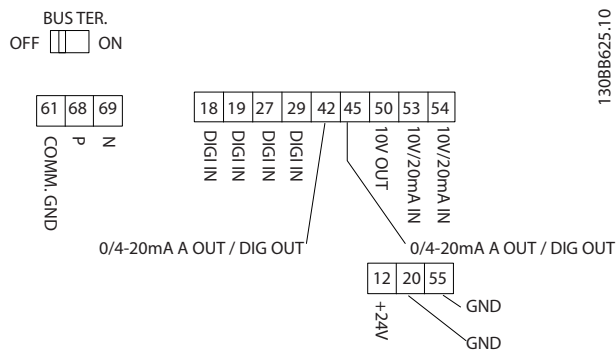 BUS TER.
OFF ON
130BB625.10
61 68 69
COMM. GND
P
N
18 19 27 29 42 45 50 53 54
DIGI IN
DIGI IN
DIGI IN
DIGI IN
10V OUT
10V/20mA IN
10V/20mA IN
0/4-20mA A OUT / DIG OUT
0/4-20mA A OUT / DIG OUT
12 20 55
+24V
GND
GND